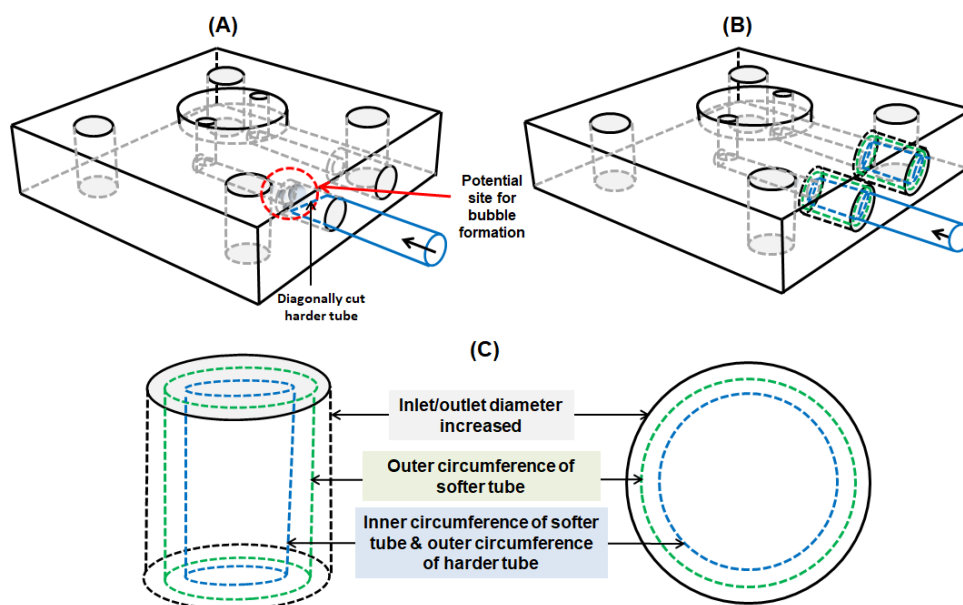 (A)
(B)
Potential
site for
bubble
formation
Diagonally cut
harder tube
(C)
Inlet/outlet diameter
increased
Outer circumference of
softer tube
Inner circumference of softer
tube & outer circumference
of harder tube